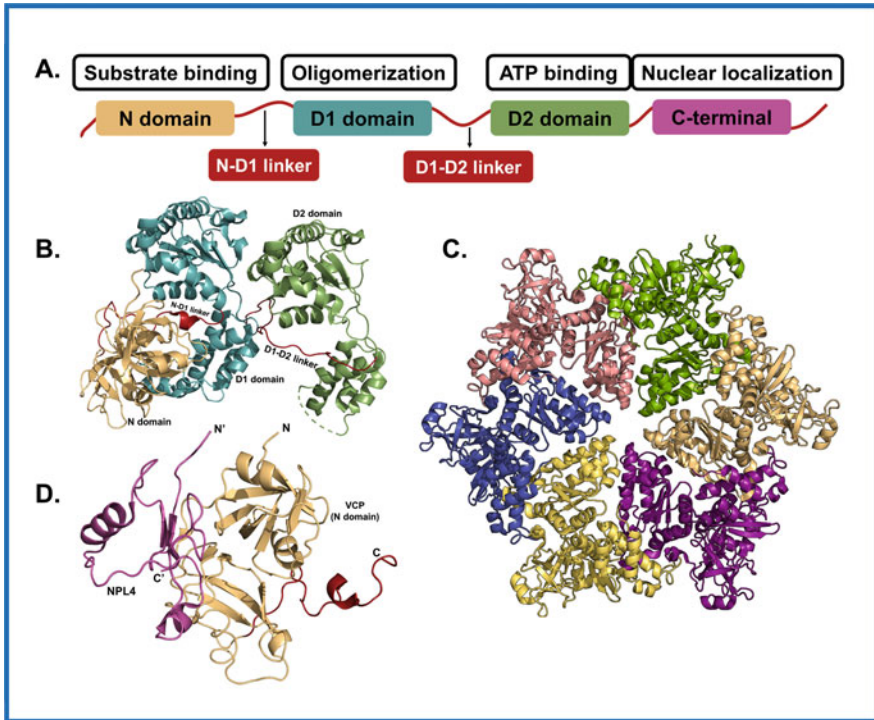 A.
Substrate binding
Oligomerization
ATP binding
Nuclear localization
N domain
D1 domain
D2 domain
C-terminal
N-D1 linker
D1-D2 linker
B.
D2 domain
N-D1 linker
D1-D2 linker
D1 domain
N domain
C.
D.
N'
N
VCP
(N domain)
C
C'
NPL4